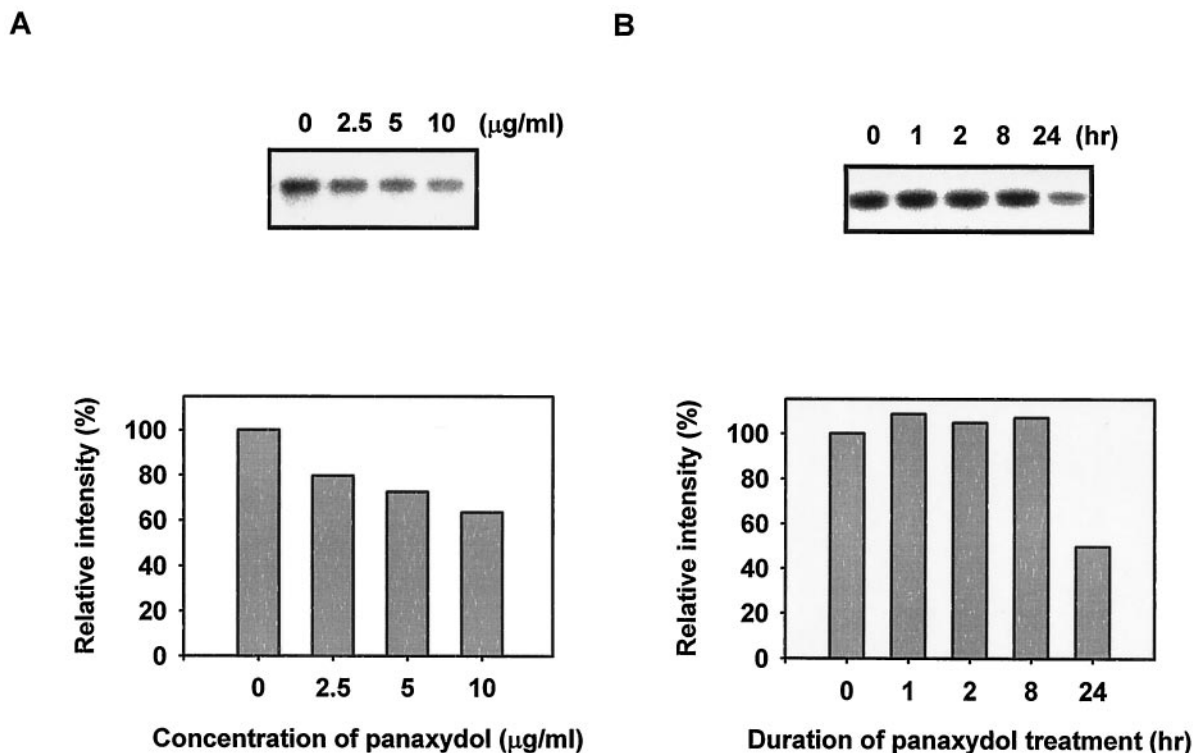 A
0 2.5 5 10 (μg/ml)
Relative intensity (%)
100
80
60
40
20
0
0 2.5 5 10
Concentration of panaxydol (μg/ml)
B
0 1 2 8 24 (hr)
Relative intensity (%)
100
80
60
40
20
0
0 1 2 8 24
Duration of panaxydol treatment (hr)